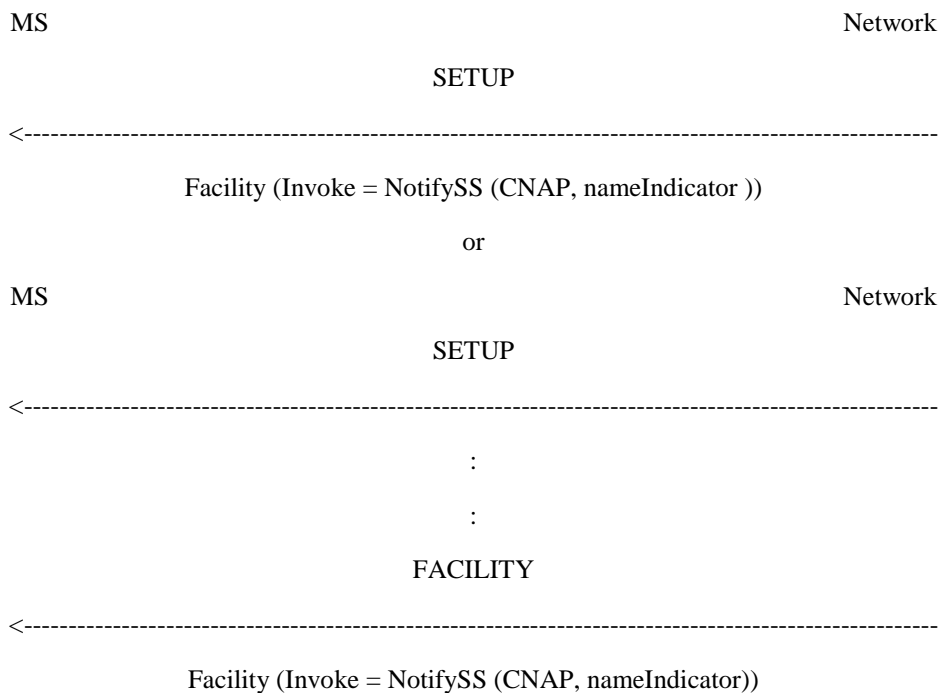 MS Network
SETUP
<------------------------------------------------------------------------------------------------------
Facility (Invoke = NotifySS (CNAP, nameIndicator ))
or
MS Network
SETUP
<------------------------------------------------------------------------------------------------------
:
:
FACILITY
<------------------------------------------------------------------------------------------------------
Facility (Invoke = NotifySS (CNAP, nameIndicator))